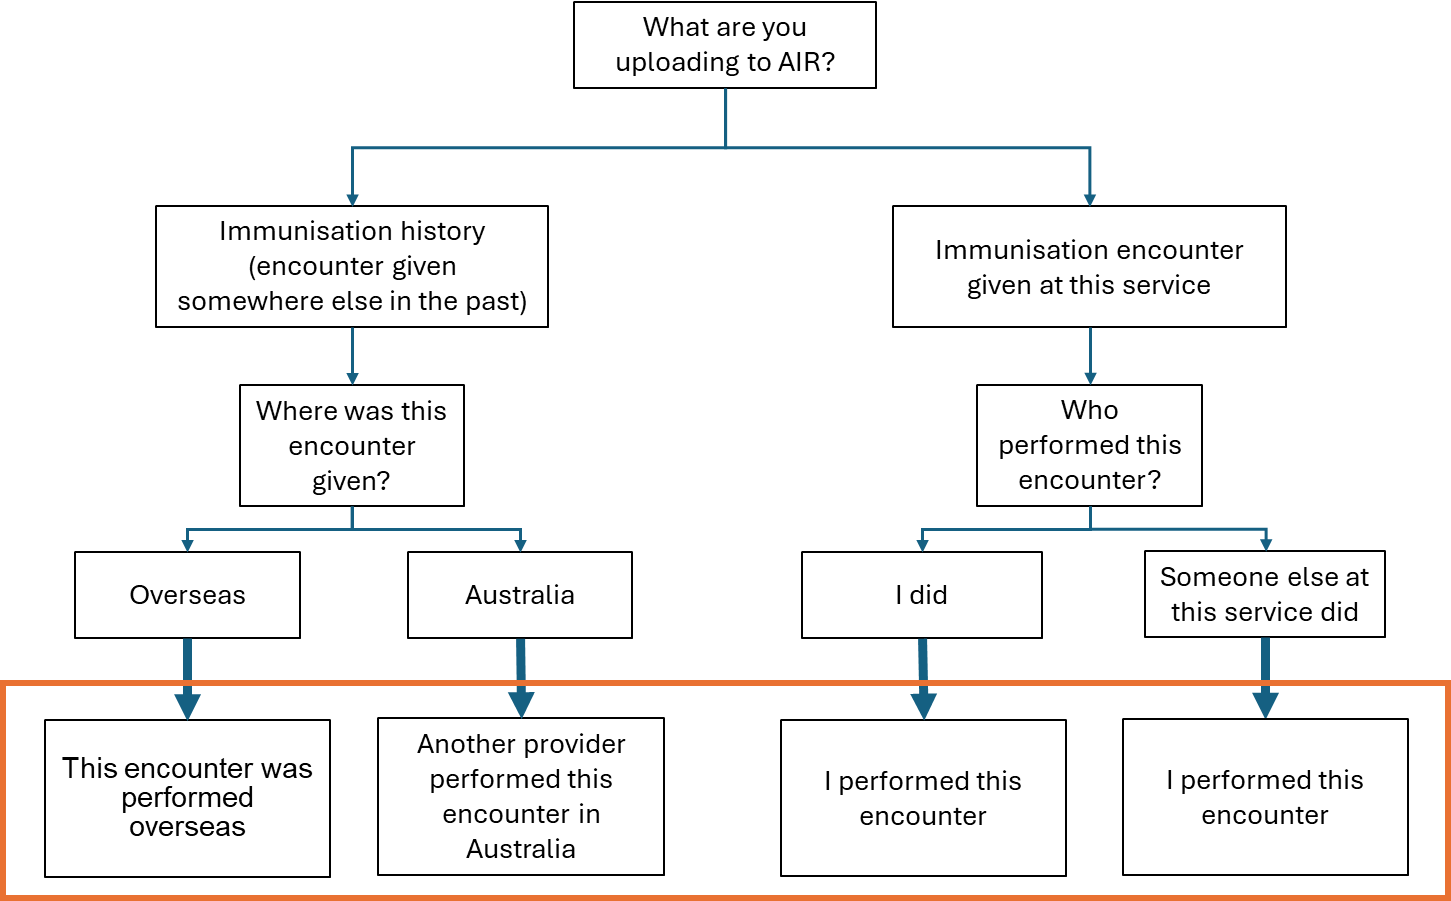 What are you
uploading to AIR?
Immunisation history
(encounter given
somewhere else in the past)
Immunisation encounter
given at this service
Where was this
encounter
given?
Who
performed this
encounter?
Overseas
Australia
I did
Someone else at
this service did
This encounter was
performed
overseas
Another provider
performed this
encounter in
Australia
I performed this
encounter
I performed this
encounter